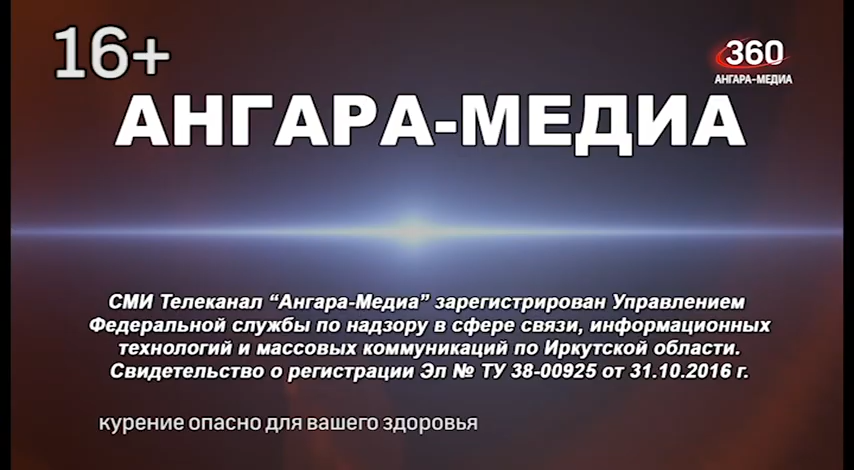 16+
360
АНГАРА-МЕДИА
АНГАРА-МЕДИА
СМИ Телеканал “Ангара-Медиа” зарегистрирован Управлением
Федеральной службы по надзору в сфере связи, информационных
технологий и массовых коммуникаций по Иркутской области.
Свидетельство о регистрации Эл № ТУ 38-00925 от 31.10.2016 г.
курение опасно для вашего здоровья